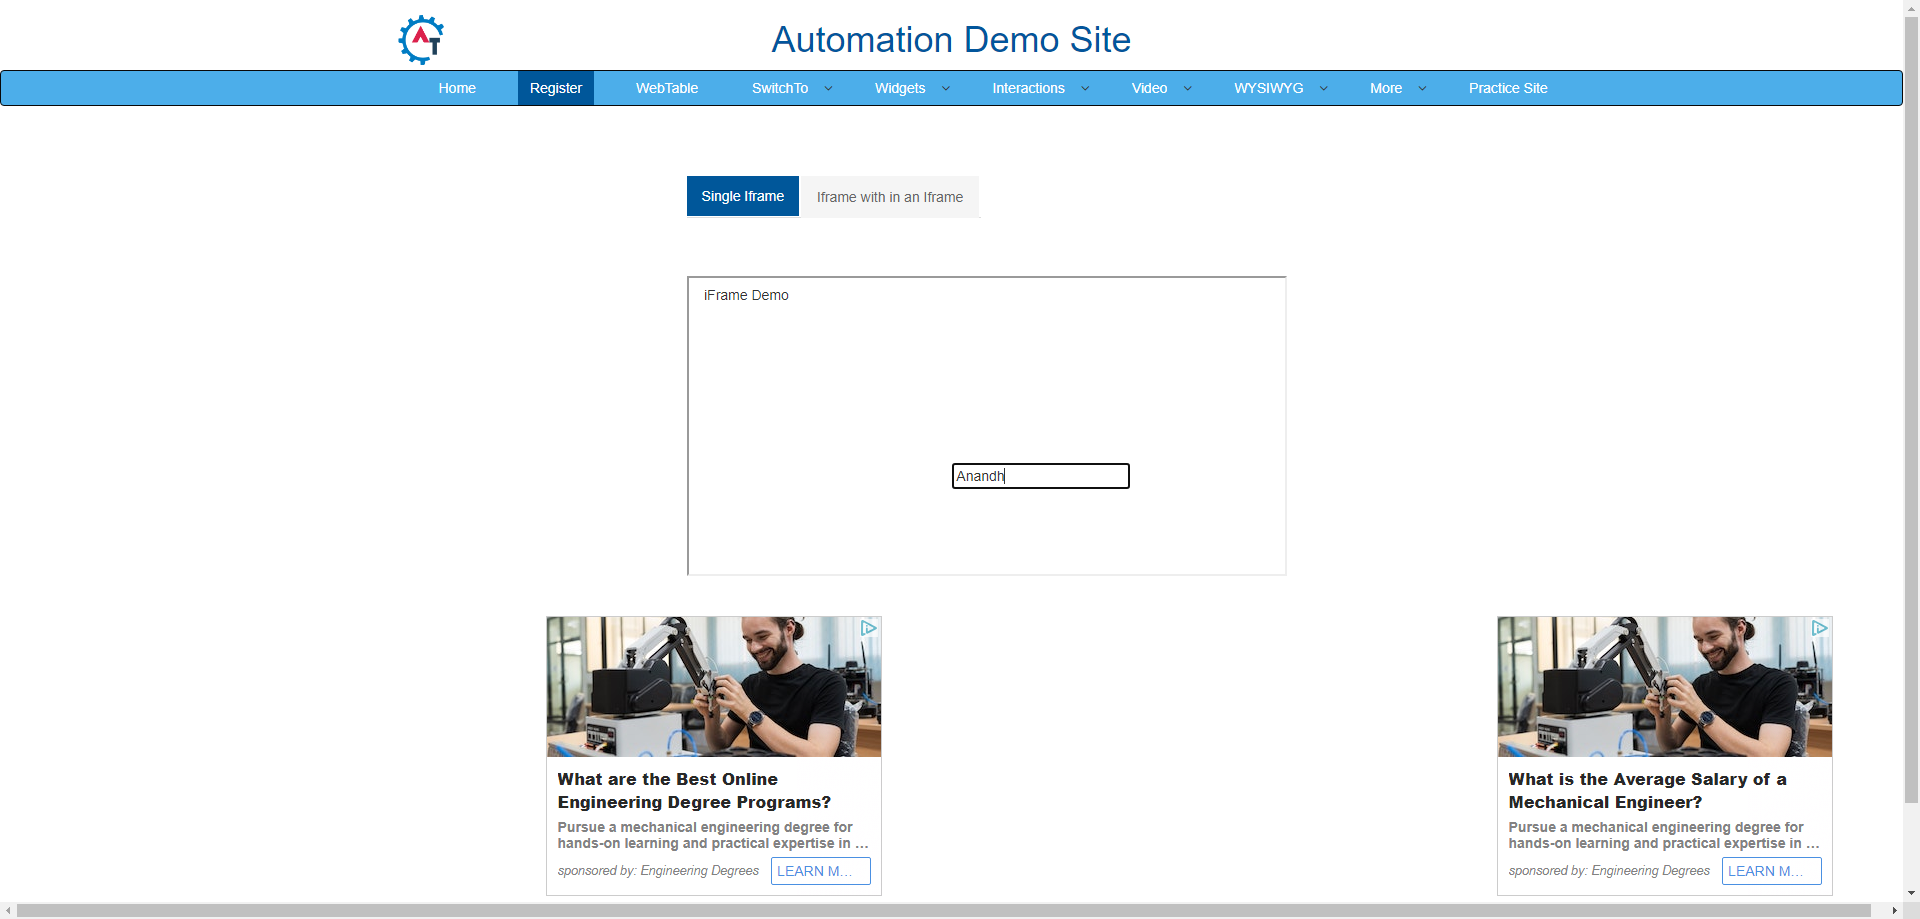 AT
Automation Demo Site
Home Register WebTable SwitchTo Widgets Interactions Video WYSIWYG More Practice Site
Single Iframe Iframe with in an Iframe
iFrame Demo
Anandh
What are the Best Online
Engineering Degree Programs?
Pursue a mechanical engineering degree for
hands-on learning and practical expertise in ...
sponsored by: Engineering Degrees LEARN M...
What is the Average Salary of a
Mechanical Engineer?
Pursue a mechanical engineering degree for
hands-on learning and practical expertise in ...
sponsored by: Engineering Degrees LEARN M...